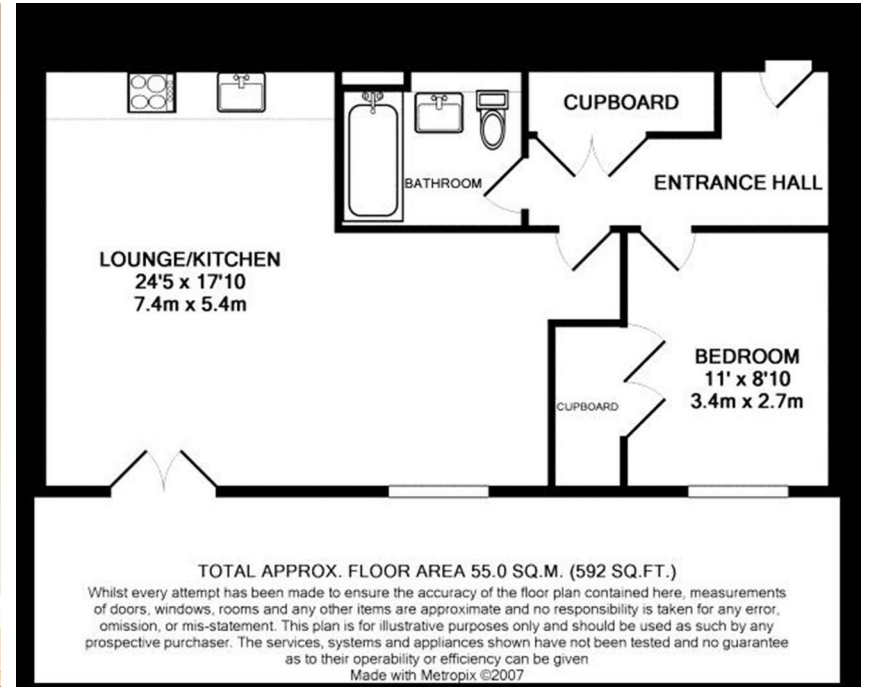 CUPBOARD
BATHROOM
ENTRANCE HALL
LOUNGE/KITCHEN
24'5 x 17'10
7.4m x 5.4m
BEDROOM
11' x 8'10
3.4m x 2.7m
CUPBOARD
TOTAL APPROX. FLOOR AREA 55.0 SQ.M. (592 SQ.FT.)
Whilst every attempt has been made to ensure the accuracy of the floor plan contained here, measurements
of doors, windows, rooms and any other items are approximate and no responsibility is taken for any error,
omission, or mis-statement. This plan is for illustrative purposes only and should be used as such by any
prospective purchaser. The services, systems and appliances shown have not been tested and no guarantee
as to their operability or efficiency can be given
Made with Metropix ©2007